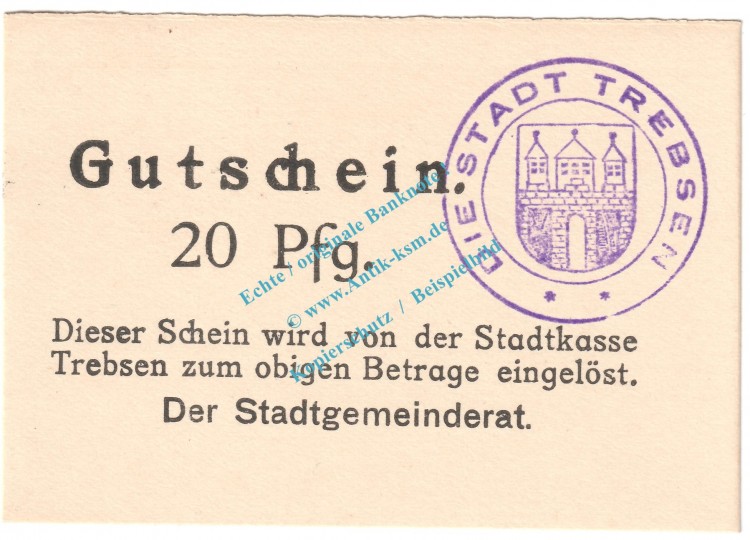 Gutschein.
20 Pfg.
Dieser Schein wird von der Stadtkasse
Trebsen zum obigen Betrage eingelöst.
Der Stadtgemeinderat.
DIE STADT TREBSEN
* *
Echte / originale Banknote /
© www.Antik-ksm.de
kopierschutz / Beispielbild